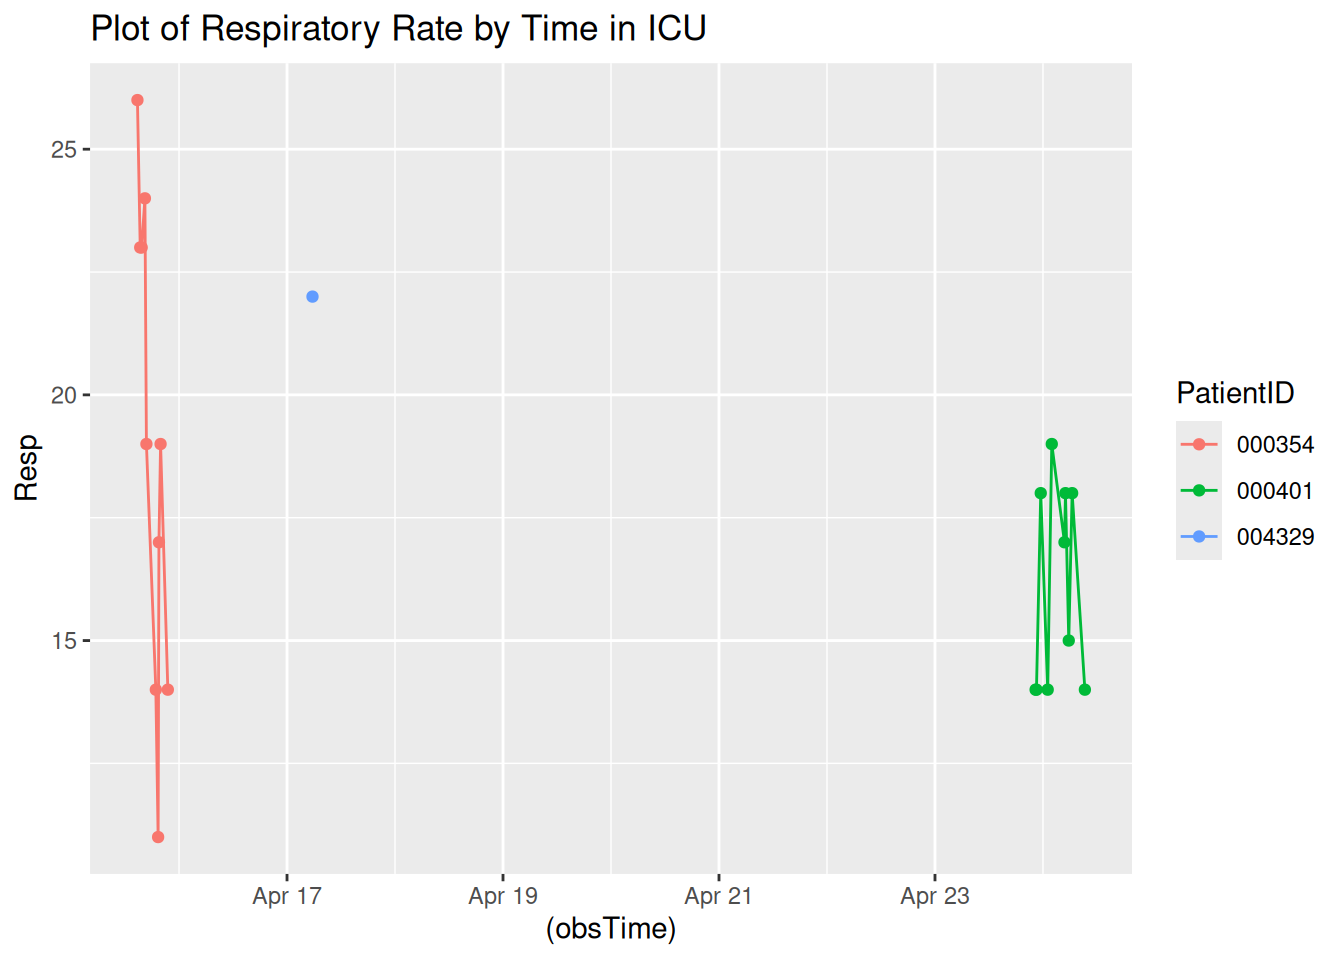 Plot of Respiratory Rate by Time in ICU
25
20
15
Resp
Apr 17
Apr 19
Apr 21
Apr 23
(obsTime)
PatientID
000354
000401
004329